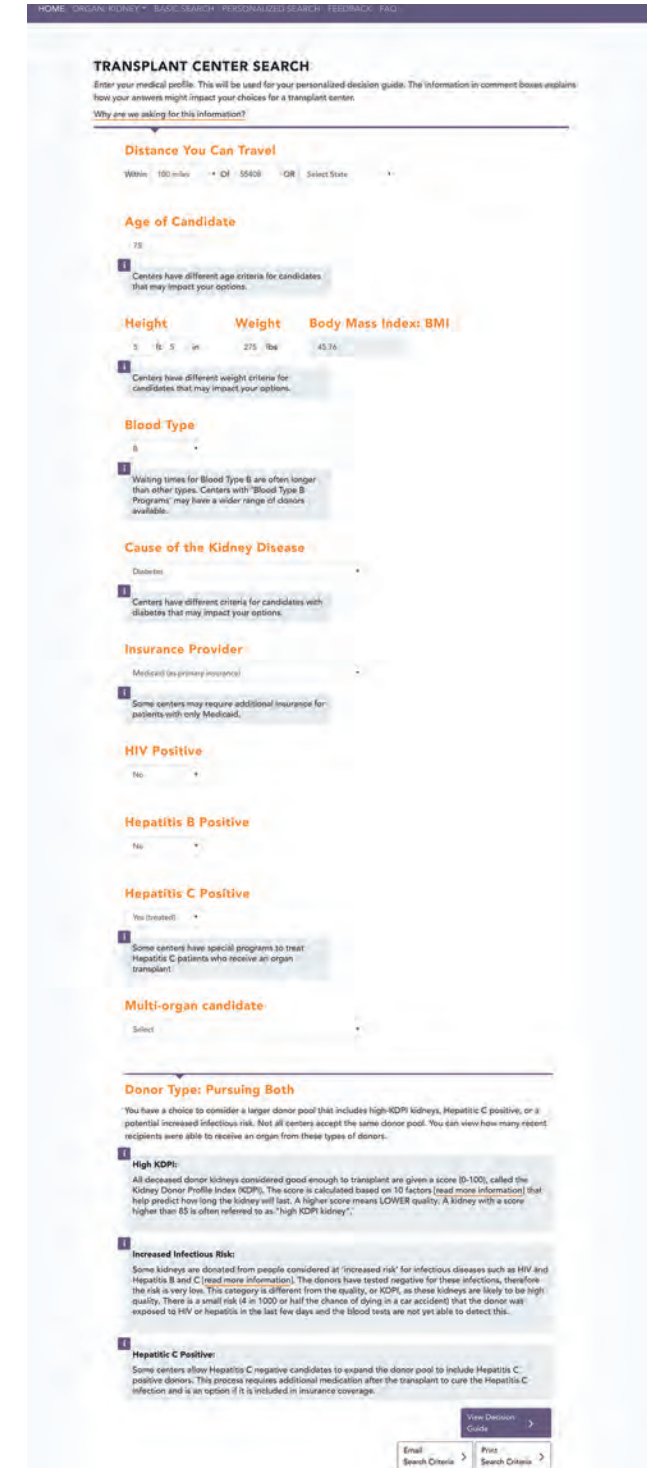 HOME ORGAN: KIDNEY BASIC SEARCH PERSONALIZED SEARCH FEEDBACK FAQ
TRANSPLANT CENTER SEARCH
Enter your medical profile. This will be used for your personalized decision guide. The information in comment boxes explains
how your answers might impact your choices for a transplant center.
Why are we asking for this information?
Distance You Can Travel
Within 100 miles Of 55408 OR Select State
Age of Candidate
75
i
Centers have different age criteria for candidates
that may impact your options.
Height Weight Body Mass Index: BMI
5 ft 5 in 275 lbs 45.76
i
Centers have different weight criteria for
candidates that may impact your options.
Blood Type
B
i
Waiting times for Blood Type B are often longer
than other types. Centers with "Blood Type B
Programs" may have a wider range of donors
available.
Cause of the Kidney Disease
Diabetes
i
Centers have different criteria for candidates with
diabetes that may impact your options.
Insurance Provider
Medicaid (as primary insurance)
i
Some centers may require additional insurance for
patients with only Medicaid.
HIV Positive
No
Hepatitis B Positive
No
Hepatitis C Positive
Yes (treated)
i
Some centers have special programs to treat
Hepatitis C patients who receive an organ
transplant
Multi-organ candidate
Select
Donor Type: Pursuing Both
You have a choice to consider a larger donor pool that includes high-KDPI kidneys, Hepatitic C positive, or a
potential increased infectious risk. Not all centers accept the same donor pool. You can view how many recent
recipients were able to receive an organ from these types of donors.
i
High KDPI:
All deceased donor kidneys considered good enough to transplant are given a score (0-100), called the
Kidney Donor Profile Index (KDPI). The score is calculated based on 10 factors [read more information] that
help predict how long the kidney will last. A higher score means LOWER quality. A kidney with a score
higher than 85 is often referred to as "high KDPI kidney".
i
Increased Infectious Risk:
Some kidneys are donated from people considered at 'increased risk' for infectious diseases such as HIV and
Hepatitis B and C [read more information]. The donors have tested negative for these infections, therefore
the risk is very low. This category is different from the quality, or KDPI, as these kidneys are likely to be high
quality. There is a small risk (4 in 1000 or half the chance of dying in a car accident) that the donor was
exposed to HIV or hepatitis in the last few days and the blood tests are not yet able to detect this.
i
Hepatitic C Positive:
Some centers allow Hepatitis C negative candidates to expand the donor pool to include Hepatitis C
positive donors. This process requires additional medication after the transplant to cure the Hepatitis C
infection and is an option if it is included in insurance coverage.
View Decision
Guide
Email
Search Criteria
Print
Search Criteria